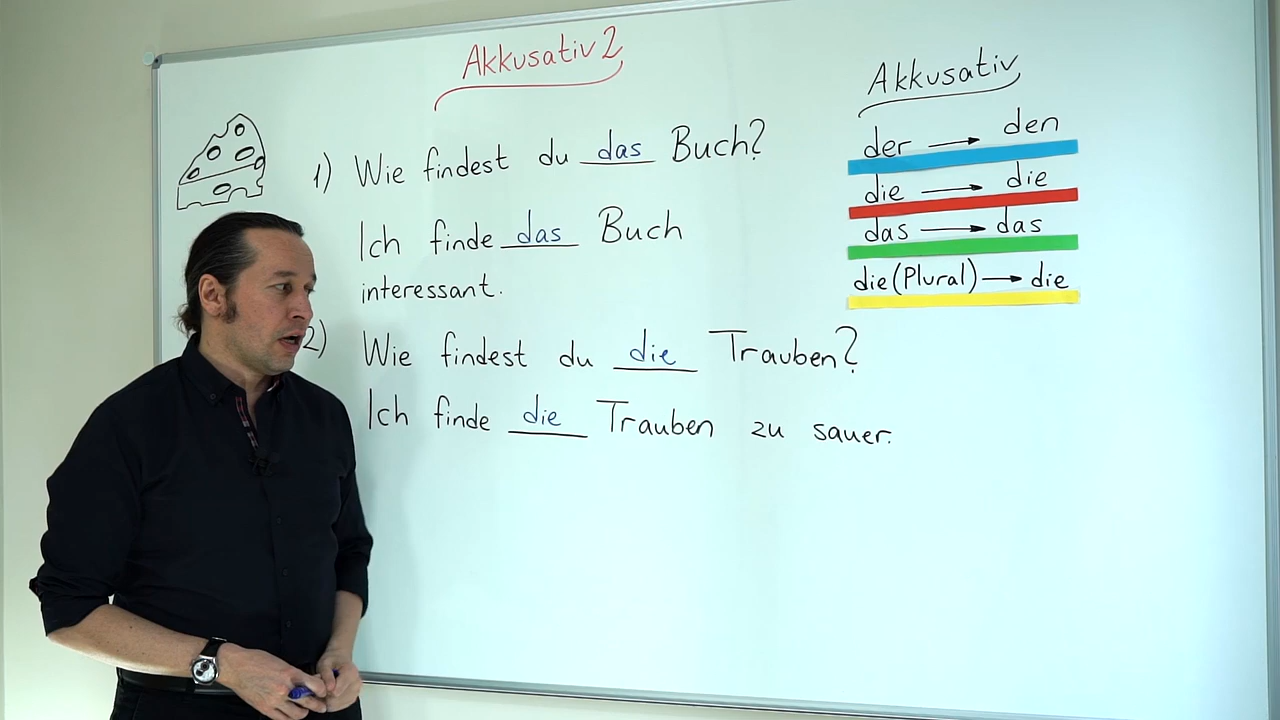 Akkusativ 2
1) Wie findest du das Buch?
Ich finde das Buch
interessant.
2) Wie findest du die Trauben?
Ich finde die Trauben zu sauer.
Akkusativ
der → den
die → die
das → das
die (Plural) → die